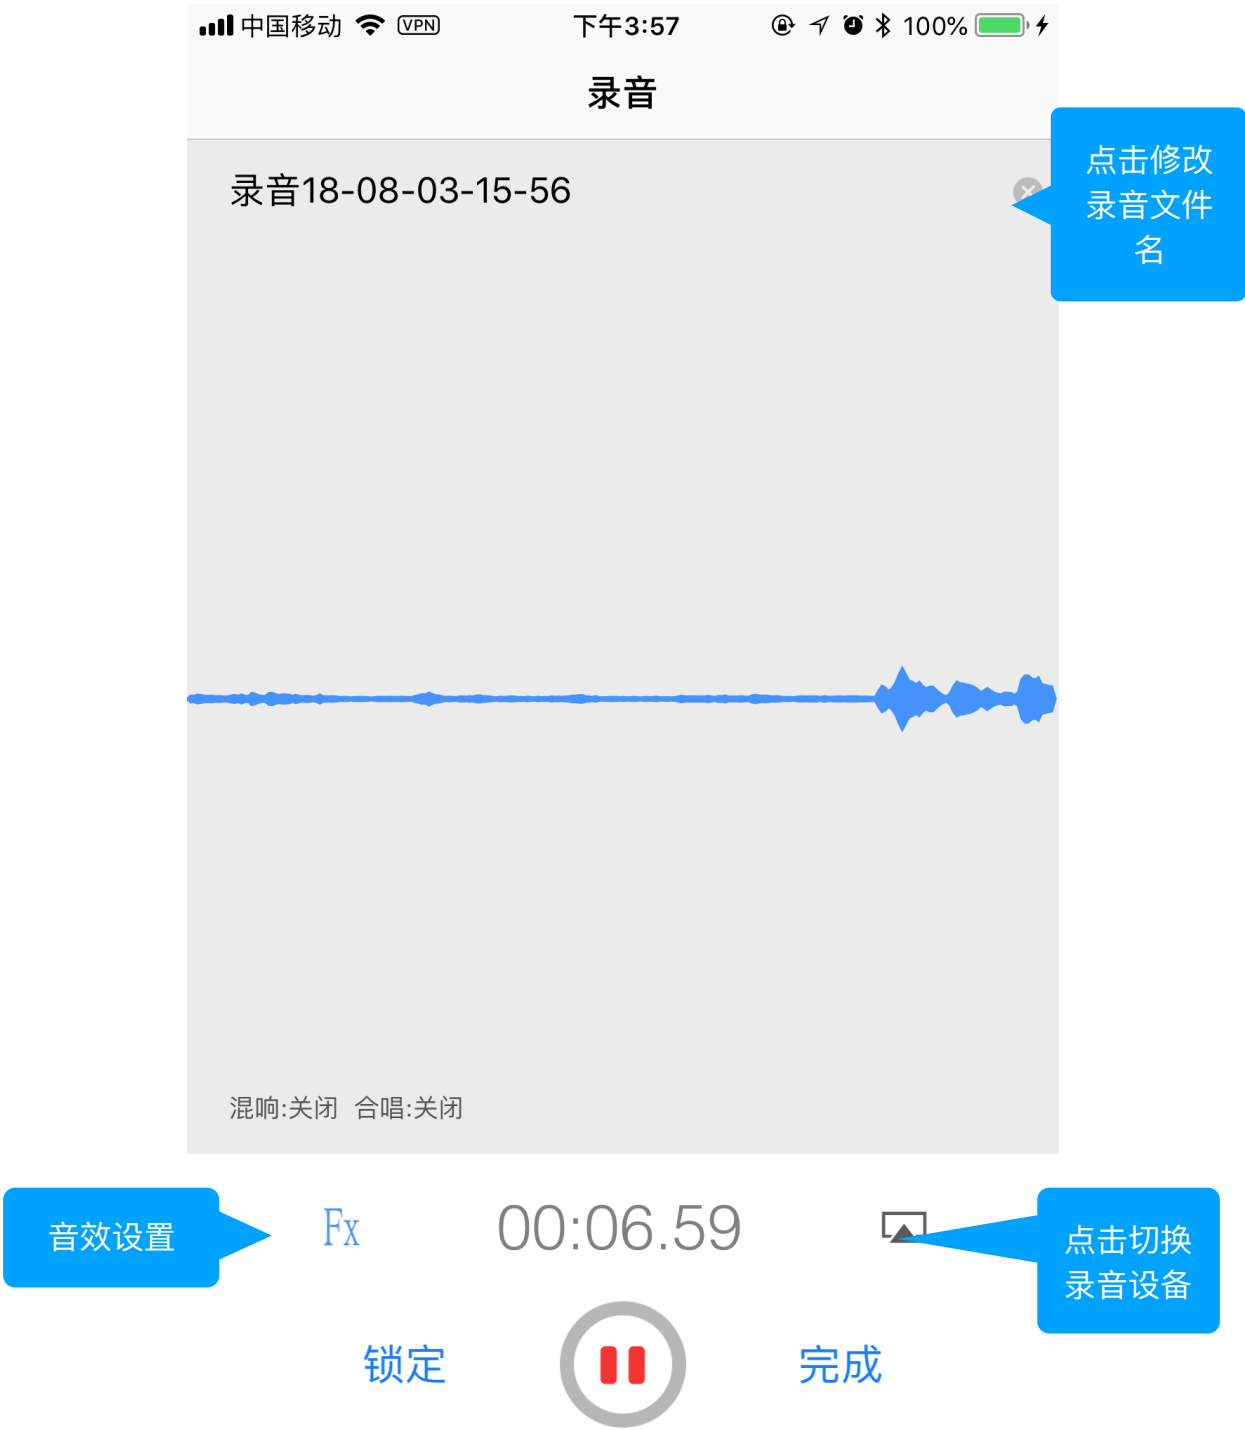 中国移动 VPN 下午3:57 100%
录音
点击修改
录音文件
名
录音18-08-03-15-56
混响:关闭 合唱:关闭
音效设置
Fx
00:06.59
点击切换
录音设备
锁定
完成